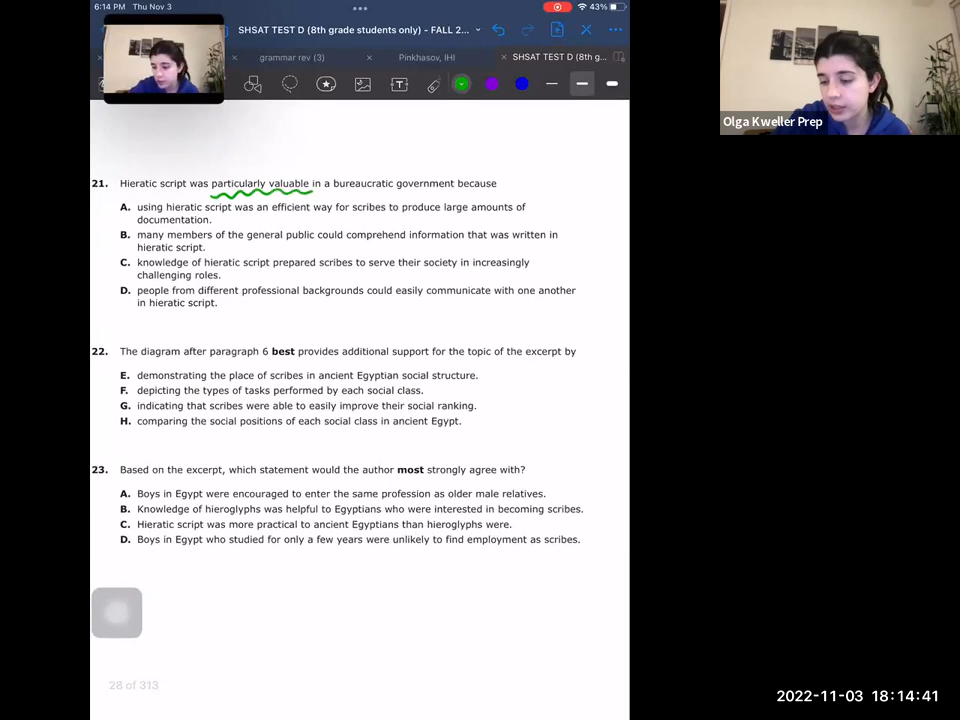 6:14 PM Thu Nov 3
43%
SHSAT TEST D (8th grade students only) - FALL 2...
grammar rev (3)
Pinkhasov, IHI
SHSAT TEST D (8th g...
Olga Kweller Prep
21. Hieratic script was particularly valuable in a bureaucratic government because
A. using hieratic script was an efficient way for scribes to produce large amounts of
documentation.
B. many members of the general public could comprehend information that was written in
hieratic script.
C. knowledge of hieratic script prepared scribes to serve their society in increasingly
challenging roles.
D. people from different professional backgrounds could easily communicate with one another
in hieratic script.
22. The diagram after paragraph 6 best provides additional support for the topic of the excerpt by
E. demonstrating the place of scribes in ancient Egyptian social structure.
F. depicting the types of tasks performed by each social class.
G. indicating that scribes were able to easily improve their social ranking.
H. comparing the social positions of each social class in ancient Egypt.
23. Based on the excerpt, which statement would the author most strongly agree with?
A. Boys in Egypt were encouraged to enter the same profession as older male relatives.
B. Knowledge of hieroglyphs was helpful to Egyptians who were interested in becoming scribes.
C. Hieratic script was more practical to ancient Egyptians than hieroglyphs were.
D. Boys in Egypt who studied for only a few years were unlikely to find employment as scribes.
28 of 313
2022-11-03 18:14:41